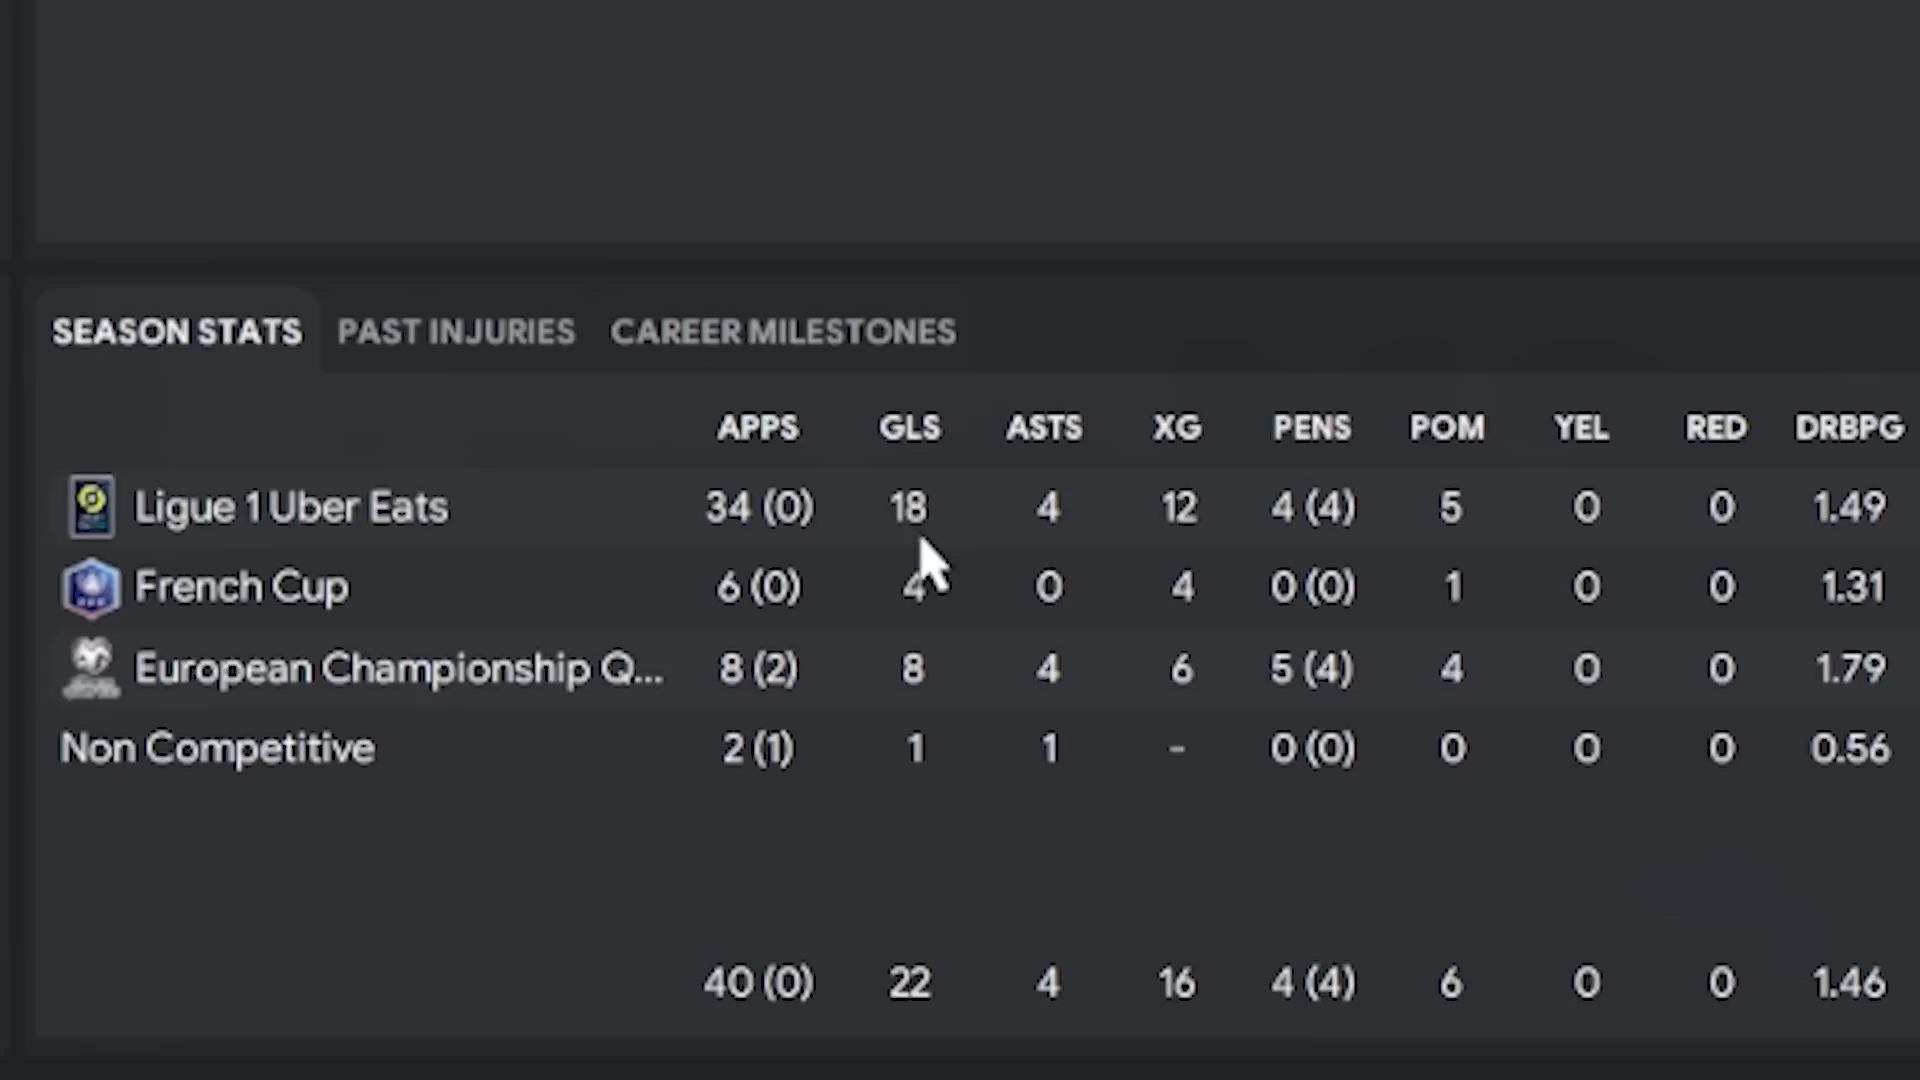 SEASON STATS PAST INJURIES CAREER MILESTONES
APPS GLS ASTS XG PENS POM YEL RED DRBPG
Ligue 1 Uber Eats 34 (0) 18 4 12 4 (4) 5 0 0 1.49
French Cup 6 (0) 4 0 4 0 (0) 1 0 0 1.31
European Championship Q... 8 (2) 8 4 6 5 (4) 4 0 0 1.79
Non Competitive 2 (1) 1 1 - 0 (0) 0 0 0 0.56
40 (0) 22 4 16 4 (4) 6 0 0 1.46